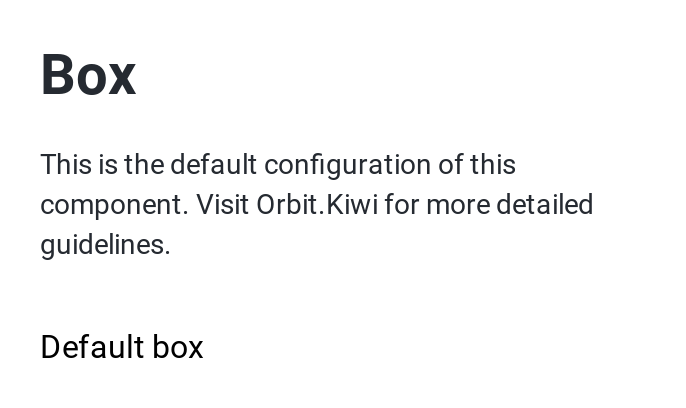 Box
This is the default configuration of this
component. Visit Orbit.Kiwi for more detailed
guidelines.
Default box